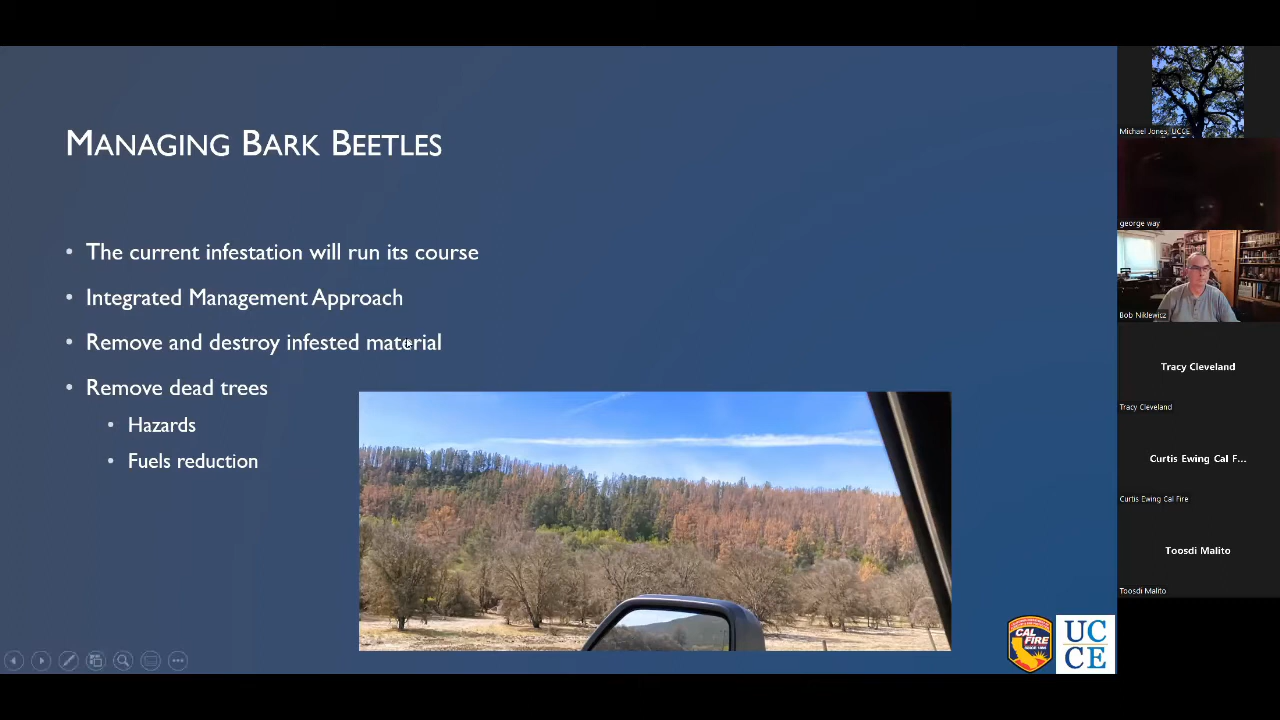 Managing Bark Beetles
• The current infestation will run its course
• Integrated Management Approach
• Remove and destroy infested material
• Remove dead trees
• Hazards
• Fuels reduction
CAL
FIRE
SINCE 1885
UC
CE
Michael Jones, UCCE
george way
Bob Niklewicz
Tracy Cleveland
Tracy Cleveland
Curtis Ewing Cal F...
Curtis Ewing Cal Fire
Toosdi Malito
Toosdi Malito